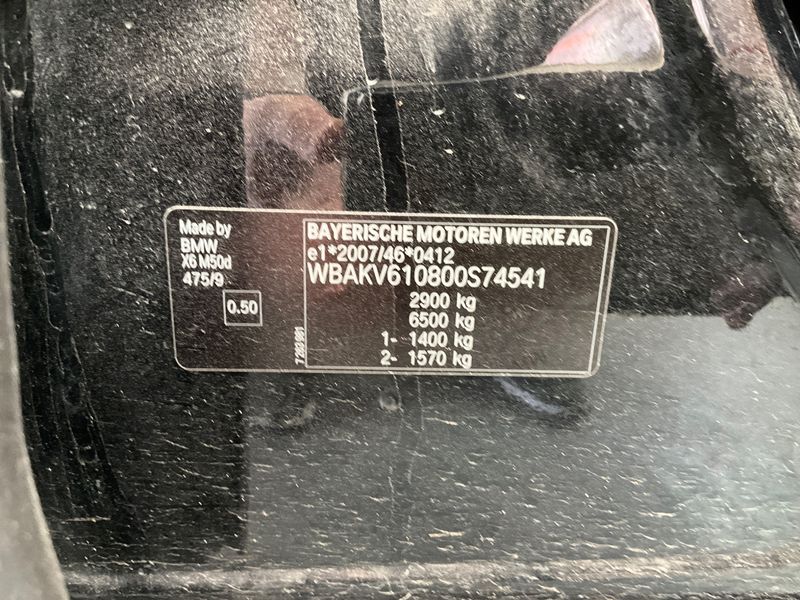 Made by
BMW
X6 M50d
475/9
0.50
7283981
BAYERISCHE MOTOREN WERKE AG
e1*2007/46*0412
WBAKV610800S74541
2900 kg
6500 kg
1- 1400 kg
2- 1570 kg